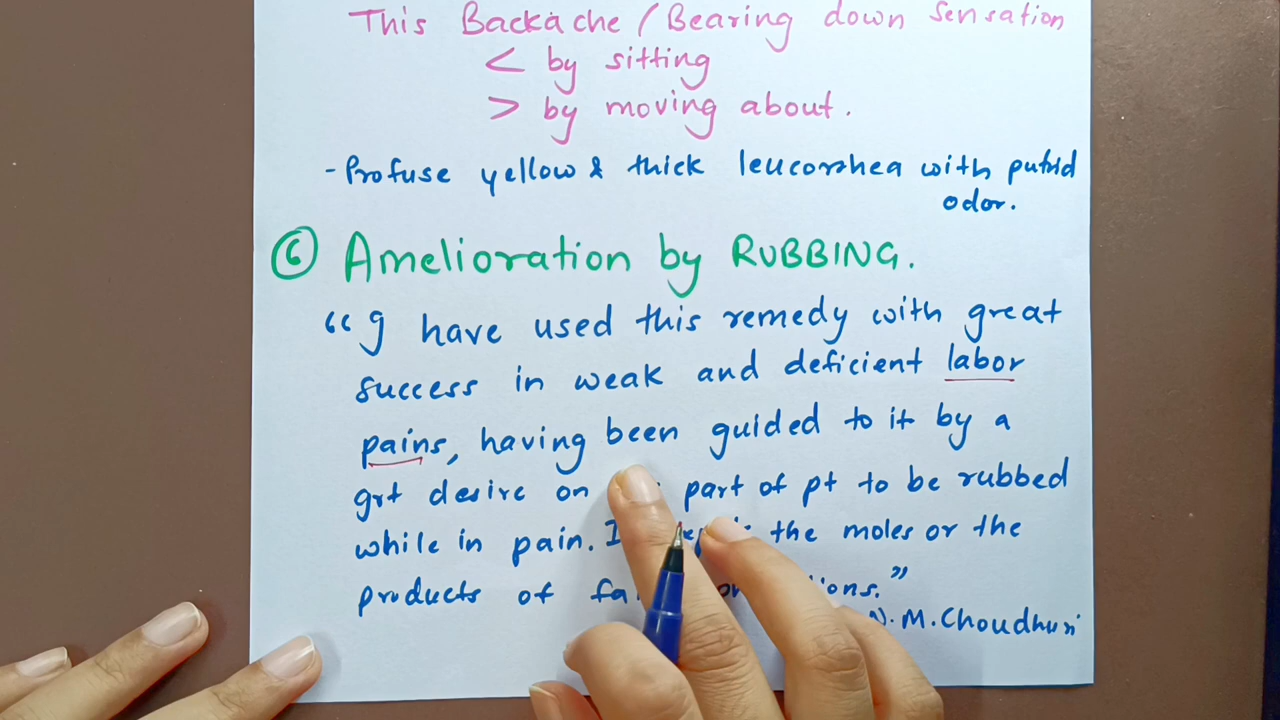 This Backache / Bearing down sensation
< by sitting
> by moving about.
- Profuse yellow & thick leucorrhea with putrid
odor.
6 Amelioration by RUBBING.
“ I have used this remedy with great
success in weak and deficient labor
pains, having been guided to it by a
grt desire on part of pt to be rubbed
while in pain. the moles or the
products of ”
N. M. Choudhuri